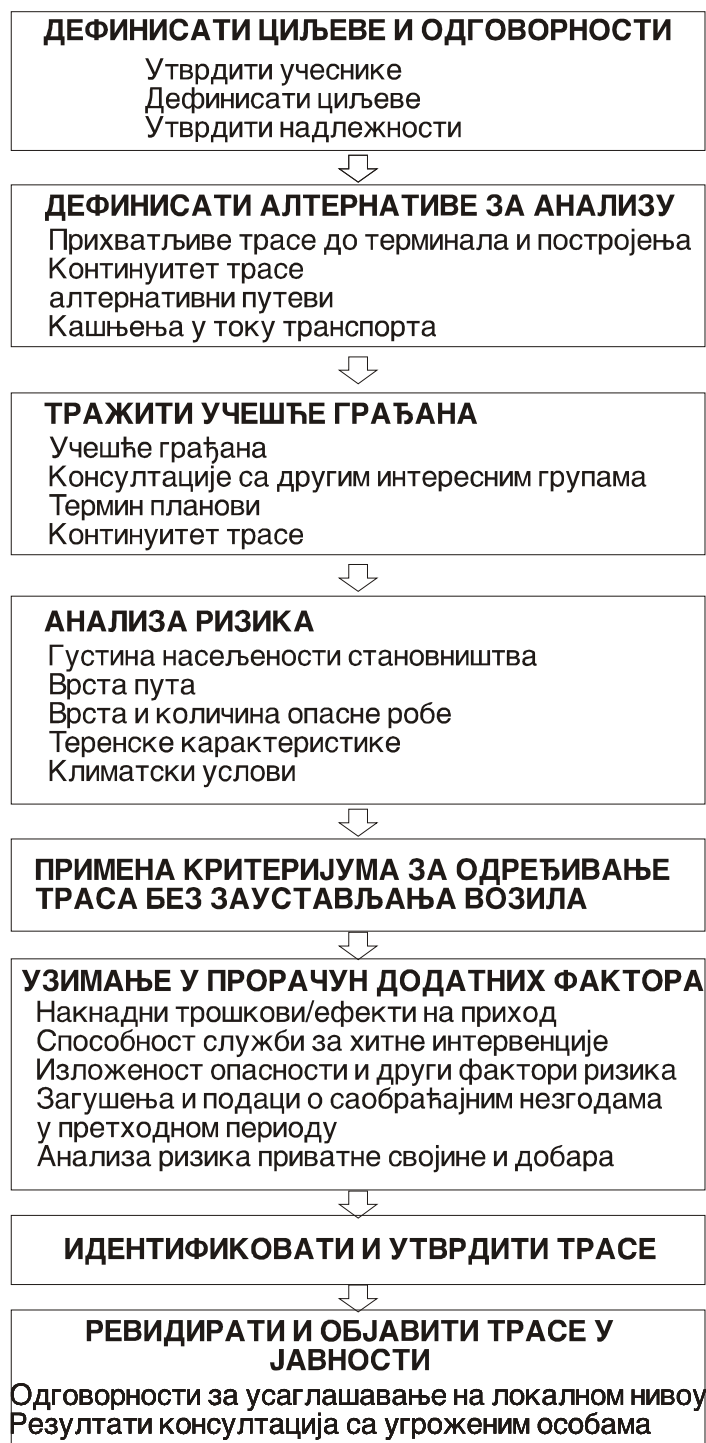 ДЕФИНИСАТИ ЦИЉЕВЕ И ОДГОВОРНОСТИ
Утврдити учеснике
Дефинисати циљеве
Утврдити надлежности
ДЕФИНИСАТИ АЛТЕРНАТИВЕ ЗА АНАЛИЗУ
Прихватљиве трасе до терминала и постројења
Континуитет трасе
алтернативни путеви
Кашњења у току транспорта
ТРАЖИТИ УЧЕШЋЕ ГРАЂАНА
Учешће грађана
Консултације са другим интересним групама
Термин планови
Континуитет трасе
АНАЛИЗА РИЗИКА
Густина насељености становништва
Врста пута
Врста и количина опасне робе
Теренске карактеристике
Климатски услови
ПРИМЕНА КРИТЕРИЈУМА ЗА ОДРЕЂИВАЊЕ
ТРАСА БЕЗ ЗАУСТАВЉАЊА ВОЗИЛА
УЗИМАЊЕ У ПРОРАЧУН ДОДАТНИХ ФАКТОРА
Накнадни трошкови/ефекти на приход
Способност служби за хитне интервенције
Изложеност опасности и други фактори ризика
Загушења и подаци о саобраћајним незгодама
у претходном периоду
Анализа ризика приватне својине и добара
ИДЕНТИФИКОВАТИ И УТВРДИТИ ТРАСЕ
РЕВИДИРАТИ И ОБЈАВИТИ ТРАСЕ У
ЈАВНОСТИ
Одговорности за усаглашавање на локалном нивоу
Резултати консултација са угроженим особама